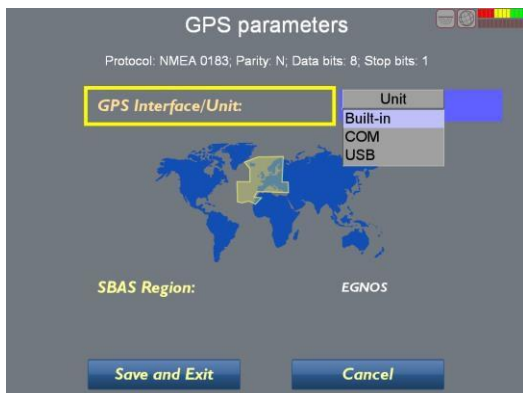 GPS parameters
Protocol: NMEA 0183; Parity: N; Data bits: 8; Stop bits: 1
GPS Interface/Unit:
Unit
Built-in
COM
USB
SBAS Region:
EGNOS
Save and Exit
Cancel